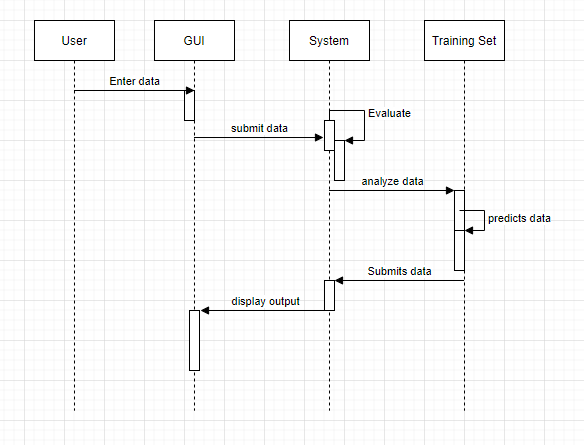 User
GUI
System
Training Set
Enter data
Evaluate
submit data
analyze data
predicts data
Submits data
display output